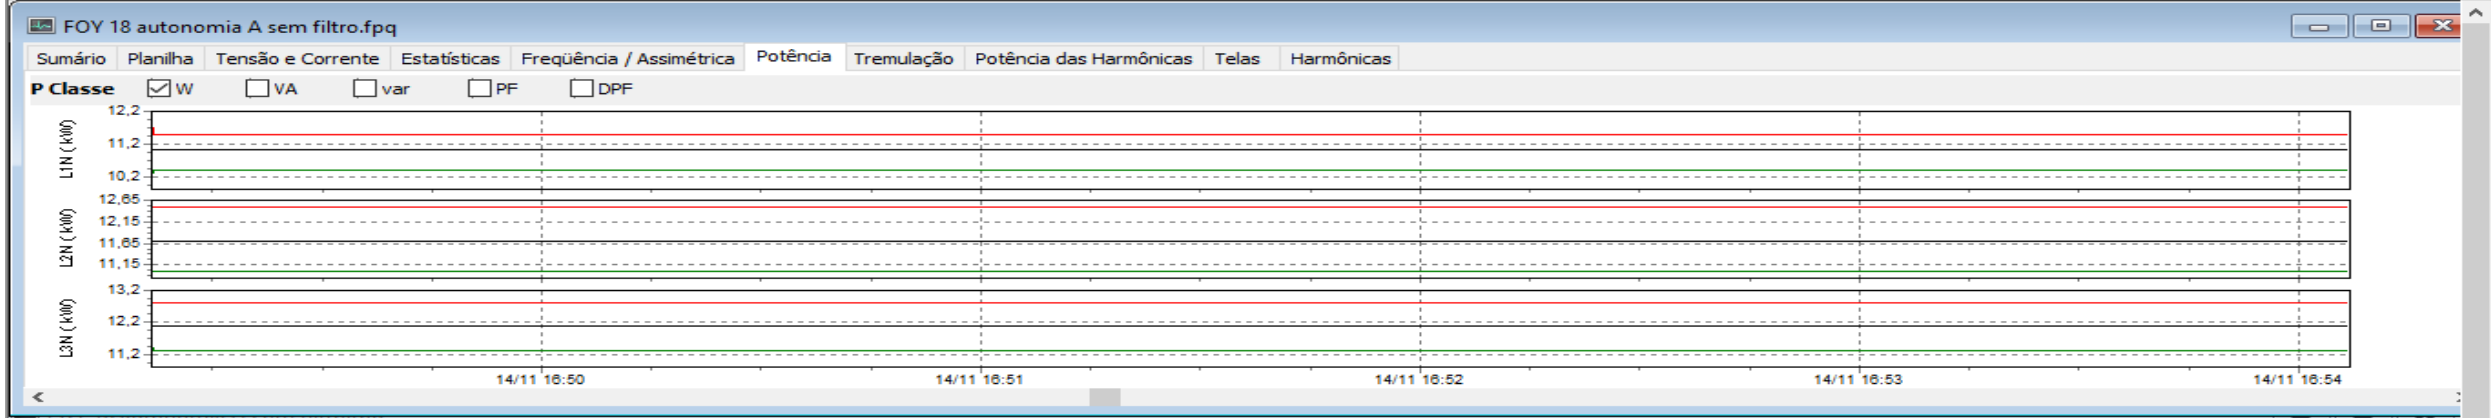 FOY 18 autonomia A sem filtro.fpq
Sumário Planilha Tensão e Corrente Estatísticas Freqüência / Assimétrica Potência Tremulação Potência das Harmônicas Telas Harmônicas
P Classe W VA var PF DPF
12,2
L1N ( kW)
11,2
10,2
12,65
12,15
L2N ( kW)
11,65
11,15
13,2
L3N ( kW)
12,2
11,2
14/11 16:50 14/11 16:51 14/11 16:52 14/11 16:53 14/11 16:54